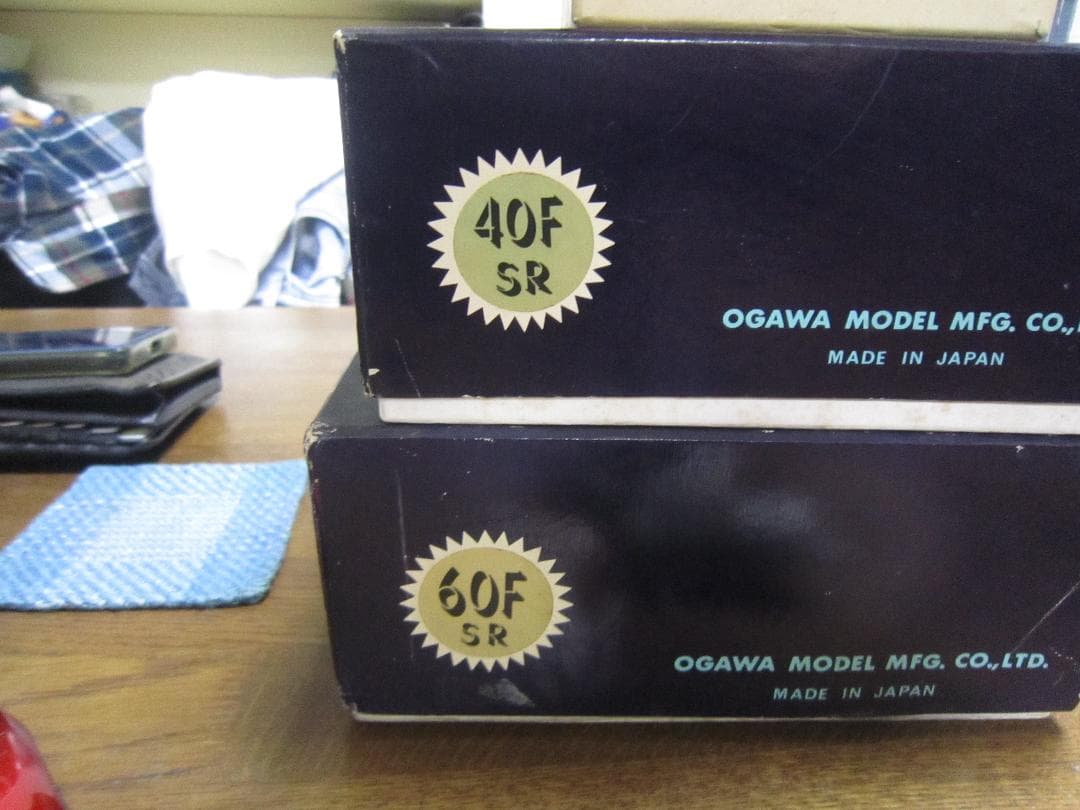 40F
SR
OGAWA MODEL MFG. CO.,
MADE IN JAPAN
60F
SR
OGAWA MODEL MFG. CO., LTD.
MADE IN JAPAN